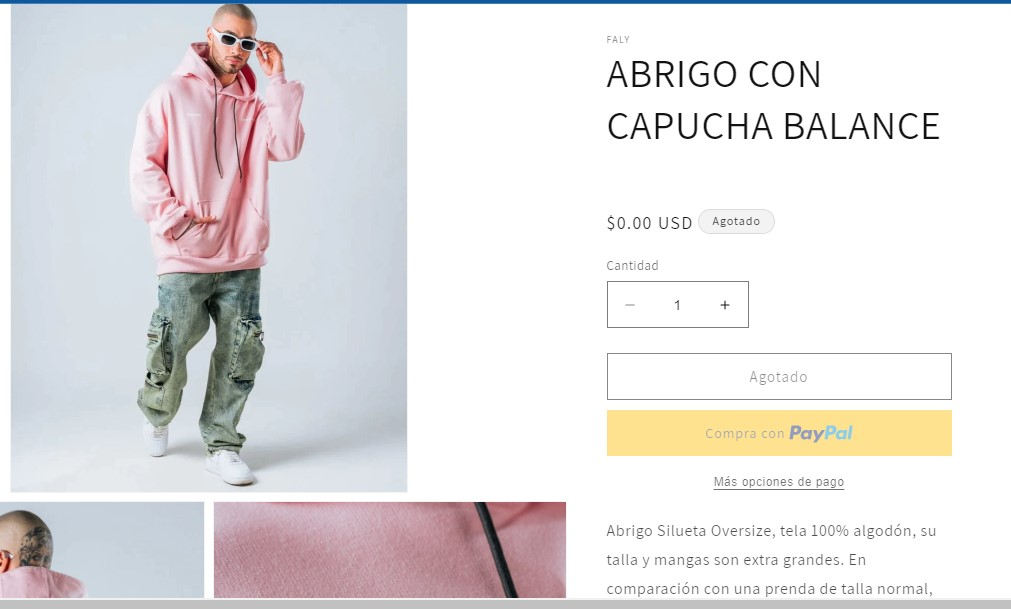 FALY
ABRIGO CON
CAPUCHA BALANCE
$0.00 USD Agotado
Cantidad
− 1 +
Agotado
Compra con PayPal
Más opciones de pago
Abrigo Silueta Oversize, tela 100% algodón, su
talla y mangas son extra grandes. En
comparación con una prenda de talla normal,